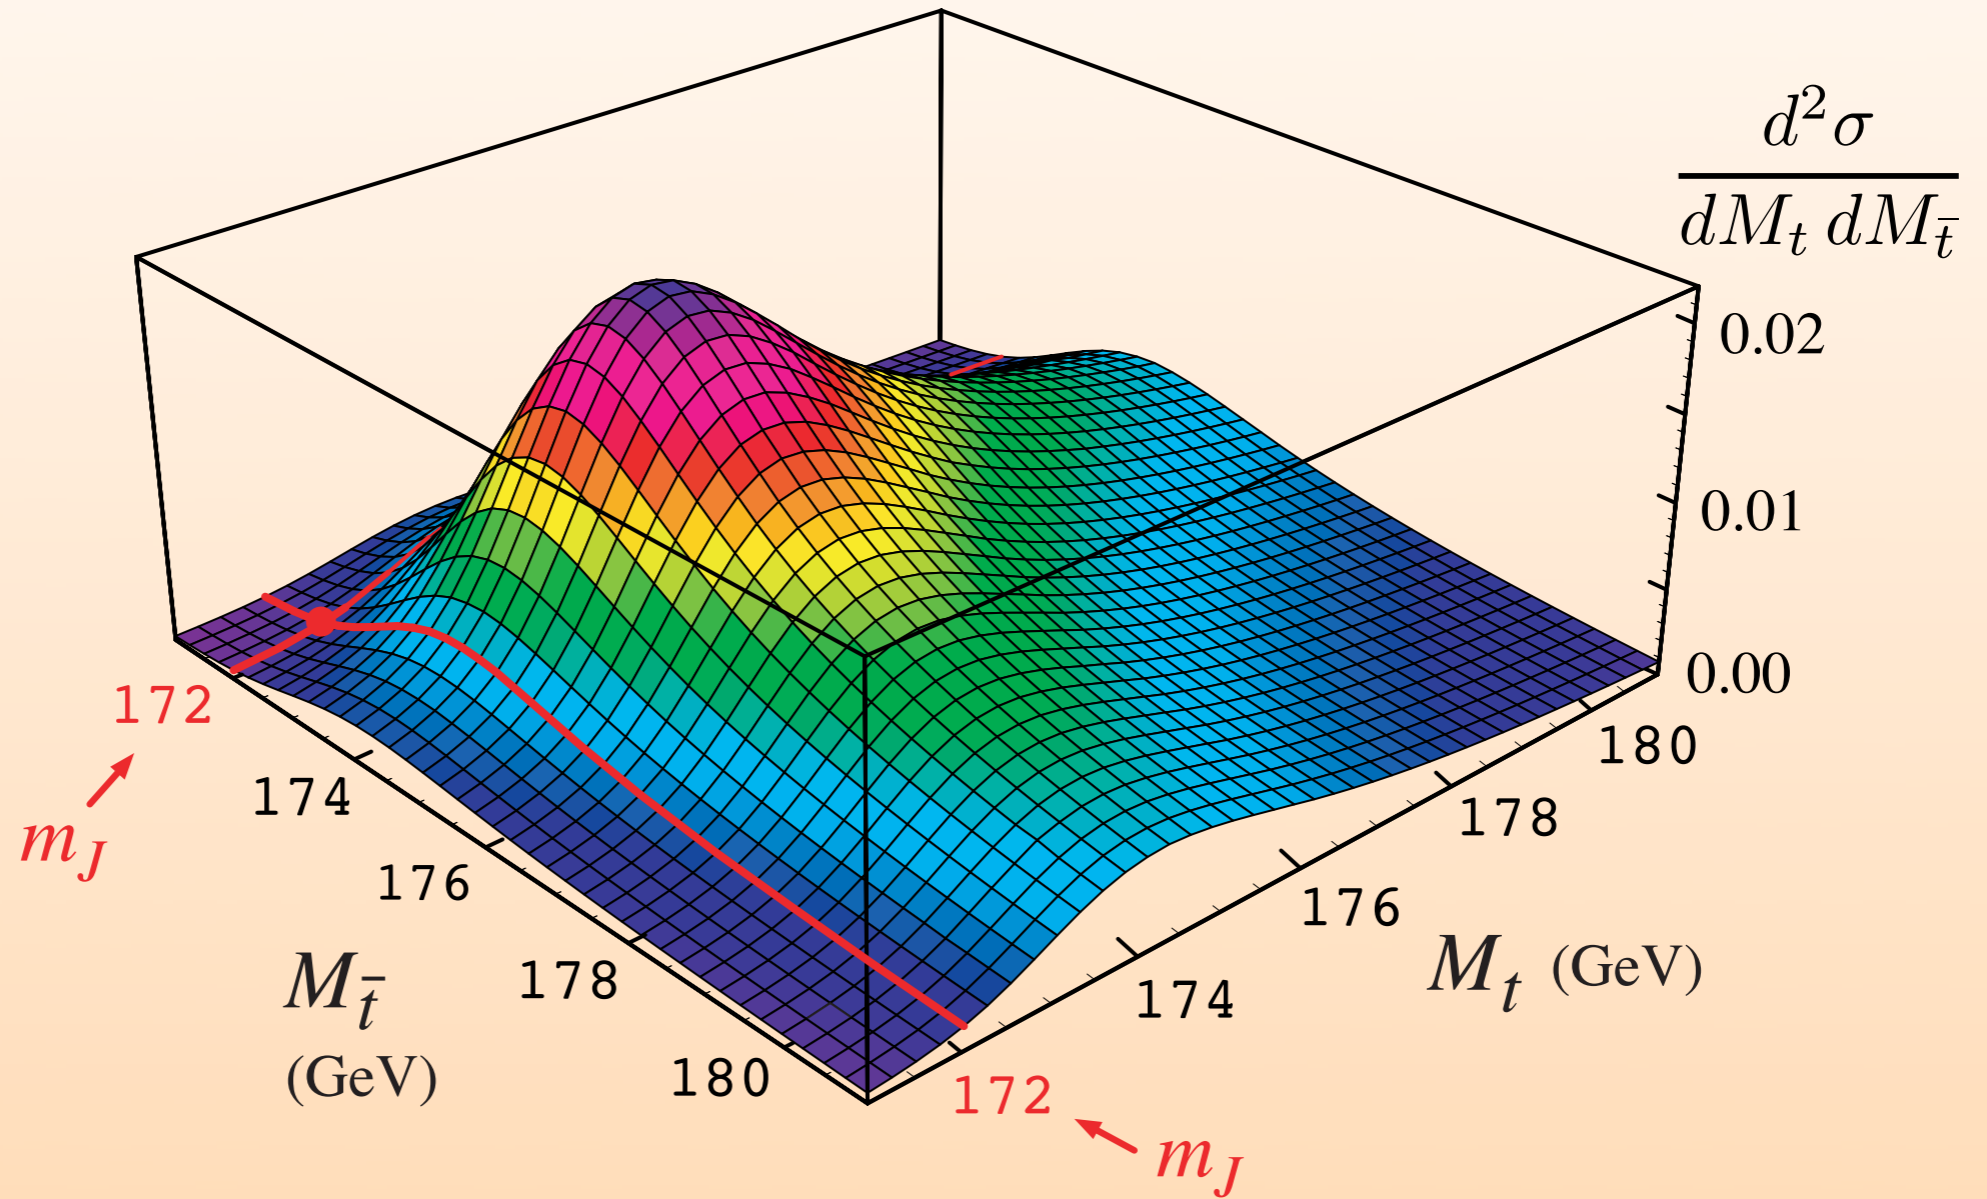 d²σ
dM_t dM_t̄
0.02
0.01
0.00
172
174
176
178
180
m_J
M_t̄
(GeV)
180
178
176
174
172
M_t (GeV)
m_J